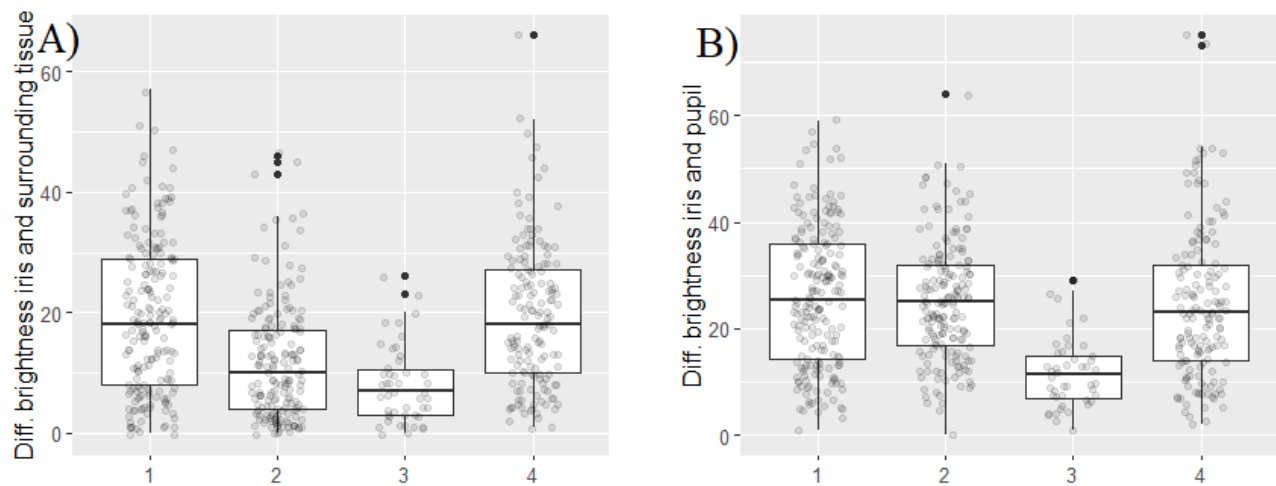 A)
Diff. brightness iris and surrounding tissue
60
40
20
0
1 2 3 4
B)
Diff. brightness iris and pupil
60
40
20
0
1 2 3 4